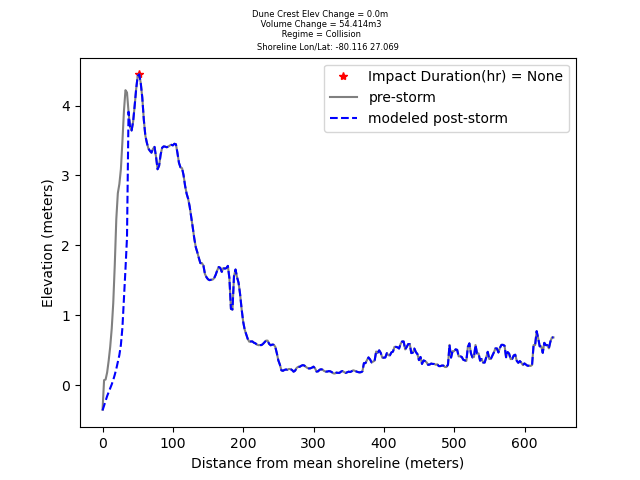 Dune Crest Elev Change = 0.0m
Volume Change = 54.414m3
Regime = Collision
Shoreline Lon/Lat: -80.116 27.069
Impact Duration(hr) = None
pre-storm
modeled post-storm
Elevation (meters)
4
3
2
1
0
0 100 200 300 400 500 600
Distance from mean shoreline (meters)